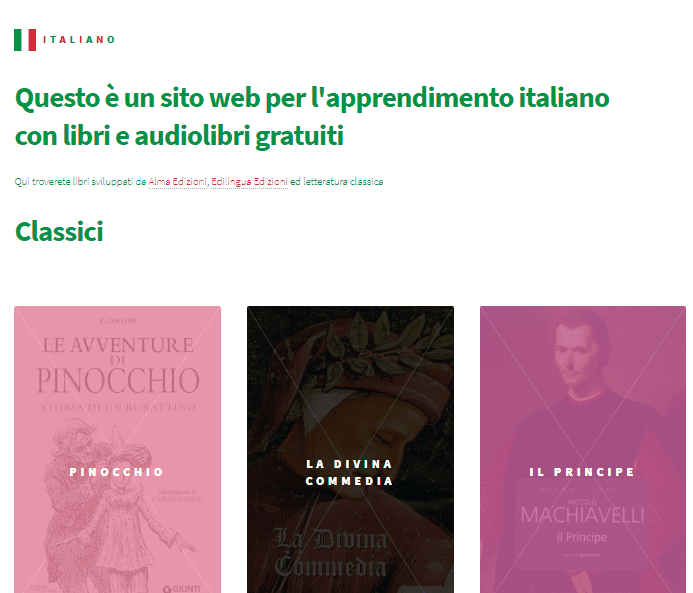 ITALIANO
Questo è un sito web per l'apprendimento italiano
con libri e audiolibri gratuiti
Qui troverete libri sviluppati da Alma Edizioni, Edilingua Edizioni ed letteratura classica
Classici
C. COLLODI
LE AVVENTURE
DI
PINOCCHIO
STORIA DI UN BURATTINO
PINOCCHIO
illustrazioni di
CARLO CHIOSTRI
GIUNTI
LA DIVINA
COMMEDIA
La Divina
Commedia
IL PRINCIPE
NICCOLÒ
MACHIAVELLI
Il Principe